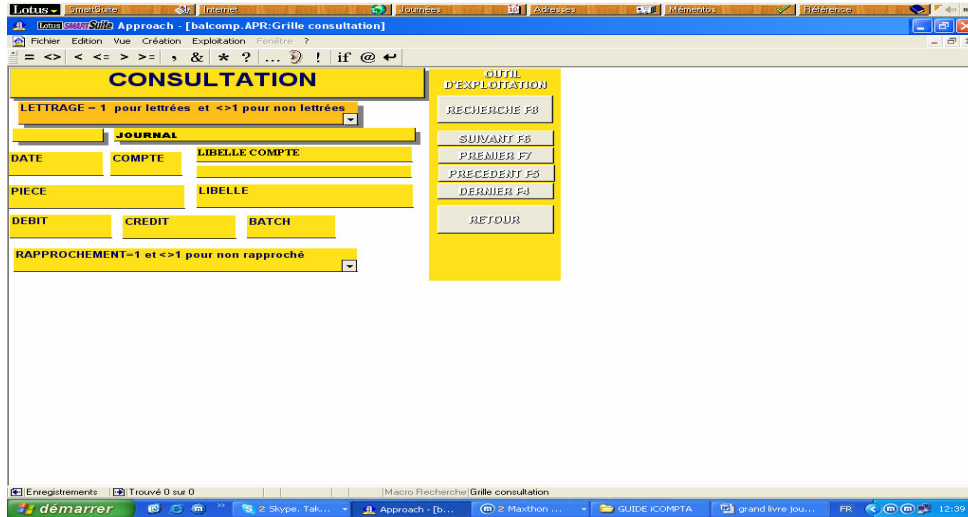 Lotus SmartSuite Internet Journées Adresses Mémentos Référence
Lotus SMARTSuite Approach - [balcomp.APR:Grille consultation]
Fichier Edition Vue Création Exploitation Fenêtre ?
= <> < <= > >= , & * ? ... ! if @
CONSULTATION
LETTRAGE = 1 pour lettrées et <>1 pour non lettrées
JOURNAL
DATE COMPTE LIBELLE COMPTE
PIECE LIBELLE
DEBIT CREDIT BATCH
RAPPROCHEMENT=1 et <>1 pour non rapproché
OUTIL
D'EXPLOITATION
RECHERCHE F8
SUIVANT F6
PREMIER F7
PRECEDENT F5
DERNIER F4
RETOUR
Enregistrements Trouvé 0 sur 0 Macro Recherche Grille consultation
démarrer 2 Skype. Tak... Approach - [b... 2 Maxthon ... GUIDE iCOMPTA grand livre jou... FR 12:39